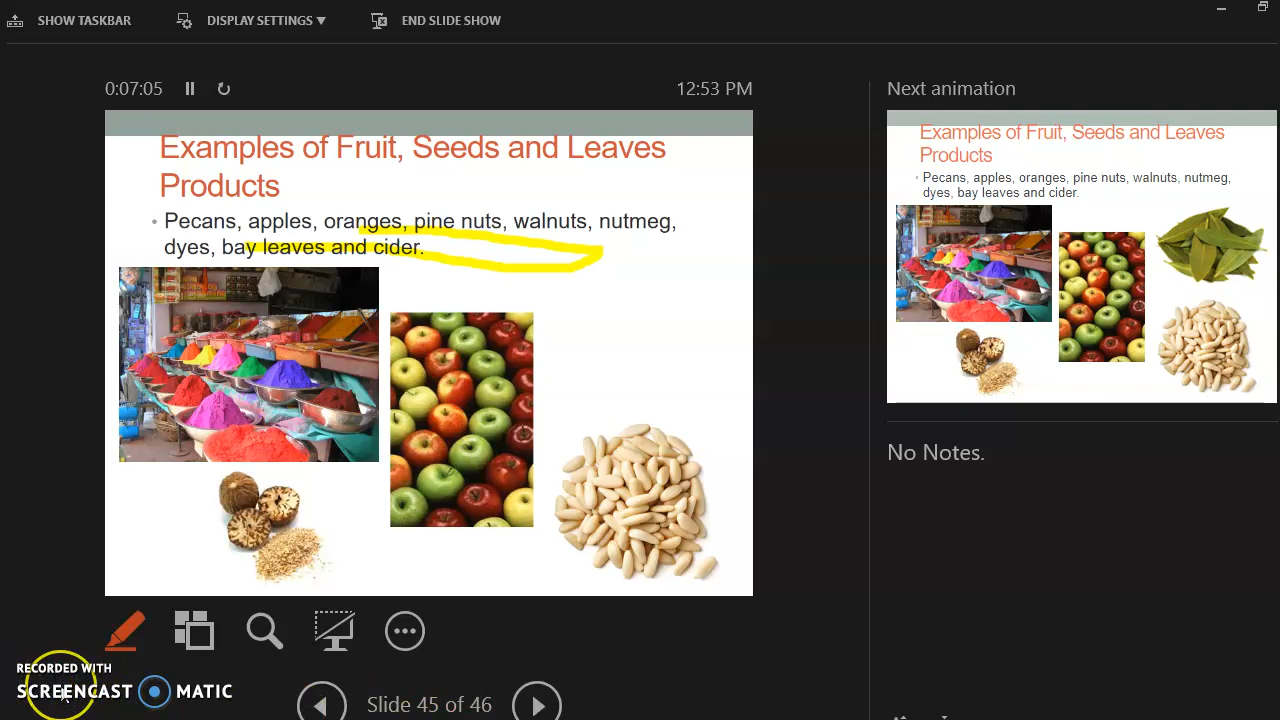 SHOW TASKBAR
DISPLAY SETTINGS ▼
END SLIDE SHOW
0:07:05
12:53 PM
Examples of Fruit, Seeds and Leaves
Products
• Pecans, apples, oranges, pine nuts, walnuts, nutmeg,
dyes, bay leaves and cider.
Next animation
Examples of Fruit, Seeds and Leaves
Products
• Pecans, apples, oranges, pine nuts, walnuts, nutmeg,
dyes, bay leaves and cider.
No Notes.
RECORDED WITH
SCREENCAST MATIC
Slide 45 of 46